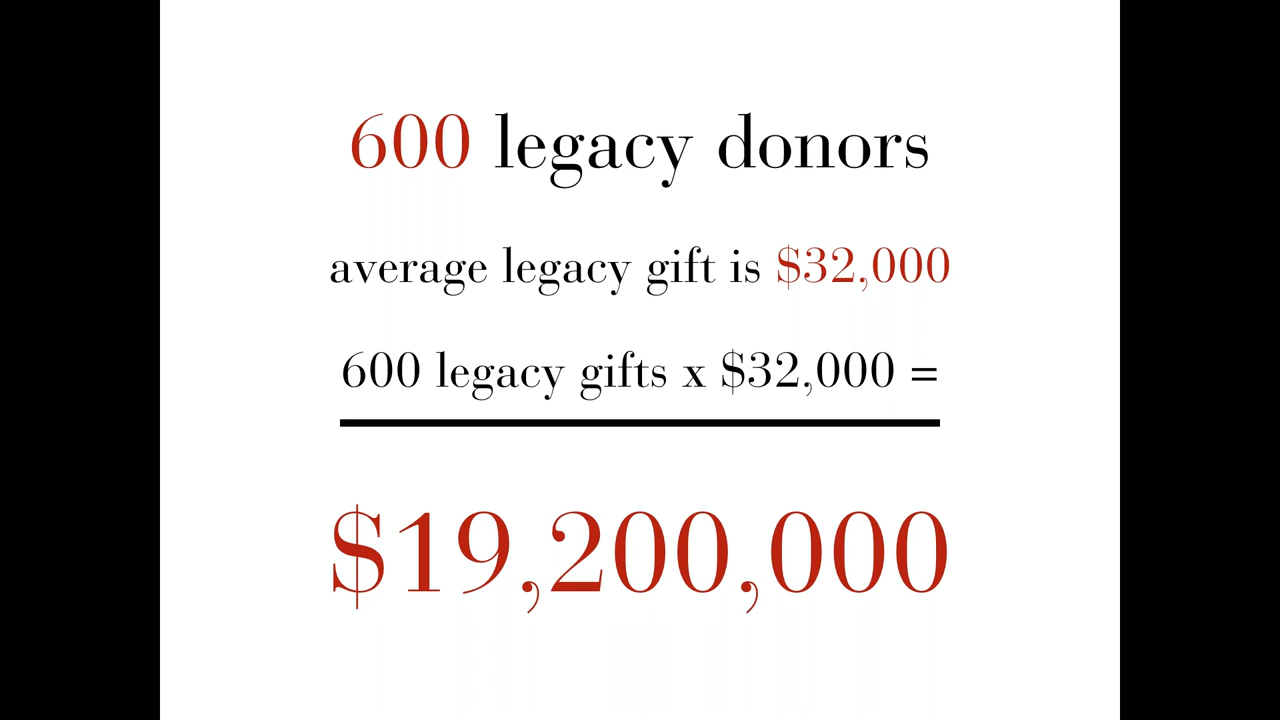 600 legacy donors
average legacy gift is $32,000
600 legacy gifts x $32,000 =
$19,200,000